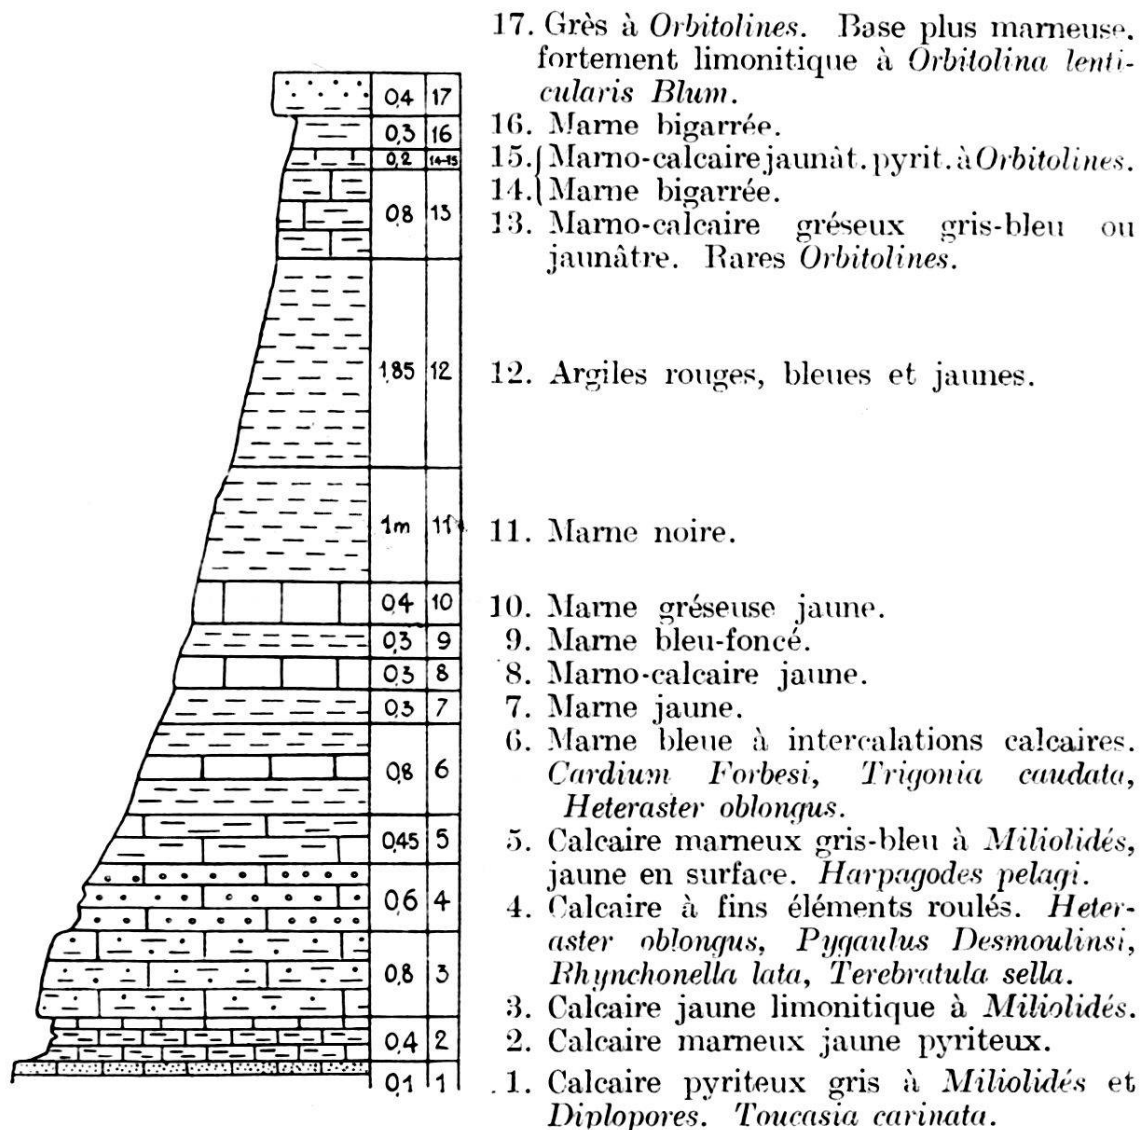 17. Grès à Orbitolines. Base plus marneuse.
fortement limonitique à Orbitolina lenti-
cularis Blum.
16. Marne bigarrée.
15. Marno-calcaire jaunât. pyrit. à Orbitolines.
14. Marne bigarrée.
13. Marno-calcaire gréseux gris-bleu ou
jaunâtre. Rares Orbitolines.
12. Argiles rouges, bleues et jaunes.
11. Marne noire.
10. Marne gréseuse jaune.
9. Marne bleu-foncé.
8. Marno-calcaire jaune.
7. Marne jaune.
6. Marne bleue à intercalations calcaires.
Cardium Forbesi, Trigonia caudata,
Heteraster oblongus.
5. Calcaire marneux gris-bleu à Miliolidés,
jaune en surface. Harpagodes pelagi.
4. Calcaire à fins éléments roulés. Heter-
aster oblongus, Pygaulus Desmoulinsi,
Rhynchonella lata, Terebratula sella.
3. Calcaire jaune limonitique à Miliolidés.
2. Calcaire marneux jaune pyriteux.
1. Calcaire pyriteux gris à Miliolidés et
Diplopores. Toucasia carinata.
0,4 17
0,3 16
0,2 14-15
0,8 13
1,85 12
1m 11
0,4 10
0,3 9
0,3 8
0,3 7
0,8 6
0,45 5
0,6 4
0,8 3
0,4 2
0,1 1